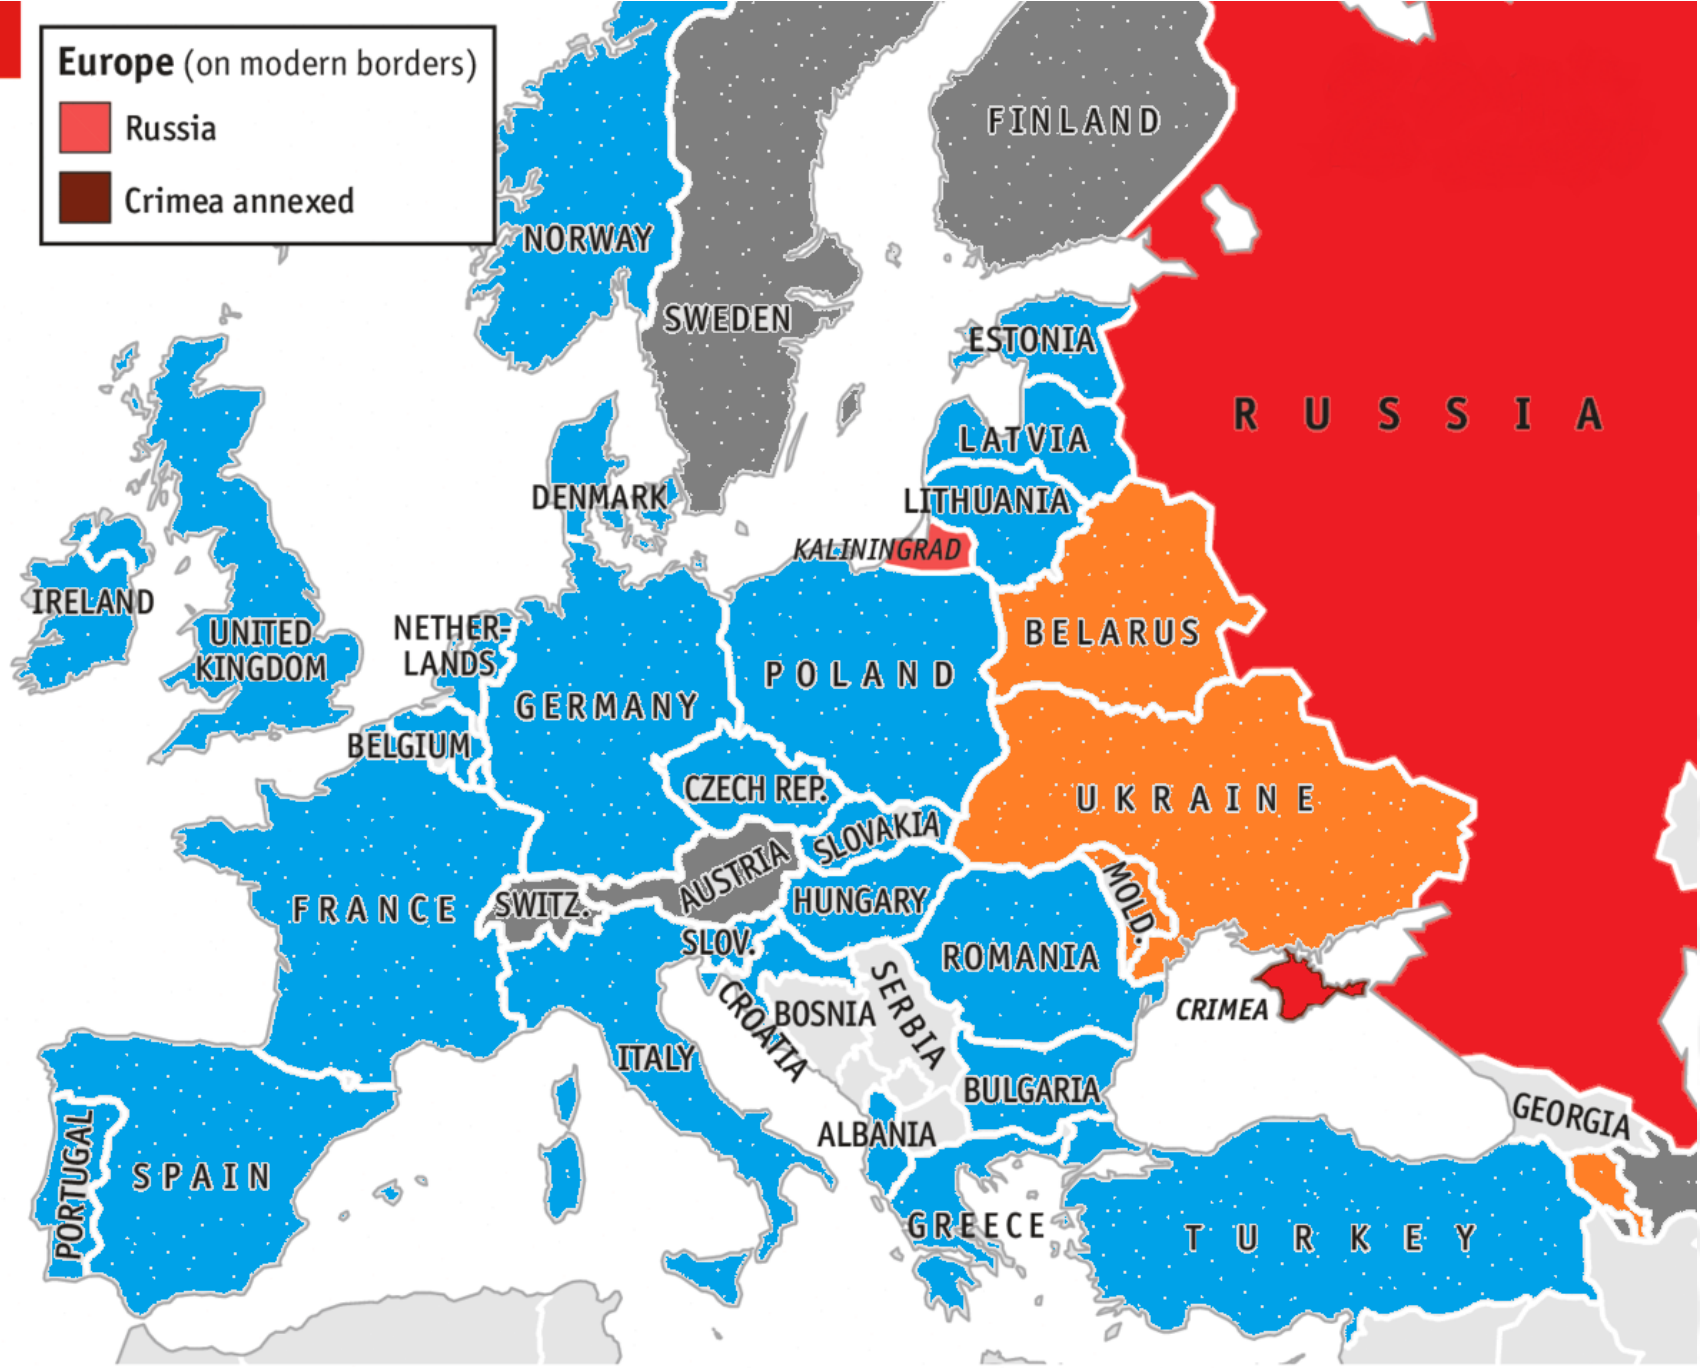 Europe (on modern borders)
Russia
Crimea annexed
FINLAND
NORWAY
SWEDEN
ESTONIA
RUSSIA
LATVIA
DENMARK
LITHUANIA
KALININGRAD
IRELAND
UNITED
KINGDOM
NETHER-
LANDS
BELARUS
POLAND
GERMANY
BELGIUM
CZECH REP.
UKRAINE
SLOVAKIA
AUSTRIA
FRANCE
SWITZ.
HUNGARY
MOLD.
SLOV.
ROMANIA
CROATIA
BOSNIA
SERBIA
CRIMEA
ITALY
BULGARIA
GEORGIA
ALBANIA
PORTUGAL
SPAIN
GREECE
TURKEY